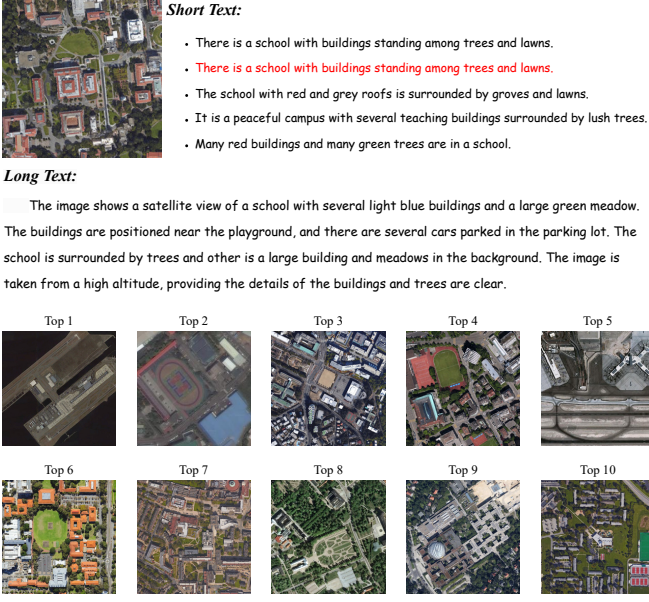 Short Text:
• There is a school with buildings standing among trees and lawns.
• There is a school with buildings standing among trees and lawns.
• The school with red and grey roofs is surrounded by groves and lawns.
• It is a peaceful campus with several teaching buildings surrounded by lush trees.
• Many red buildings and many green trees are in a school.
Long Text:
The image shows a satellite view of a school with several light blue buildings and a large green meadow.
The buildings are positioned near the playground, and there are several cars parked in the parking lot. The
school is surrounded by trees and other is a large building and meadows in the background. The image is
taken from a high altitude, providing the details of the buildings and trees are clear.
Top 1 Top 2 Top 3 Top 4 Top 5
Top 6 Top 7 Top 8 Top 9 Top 10